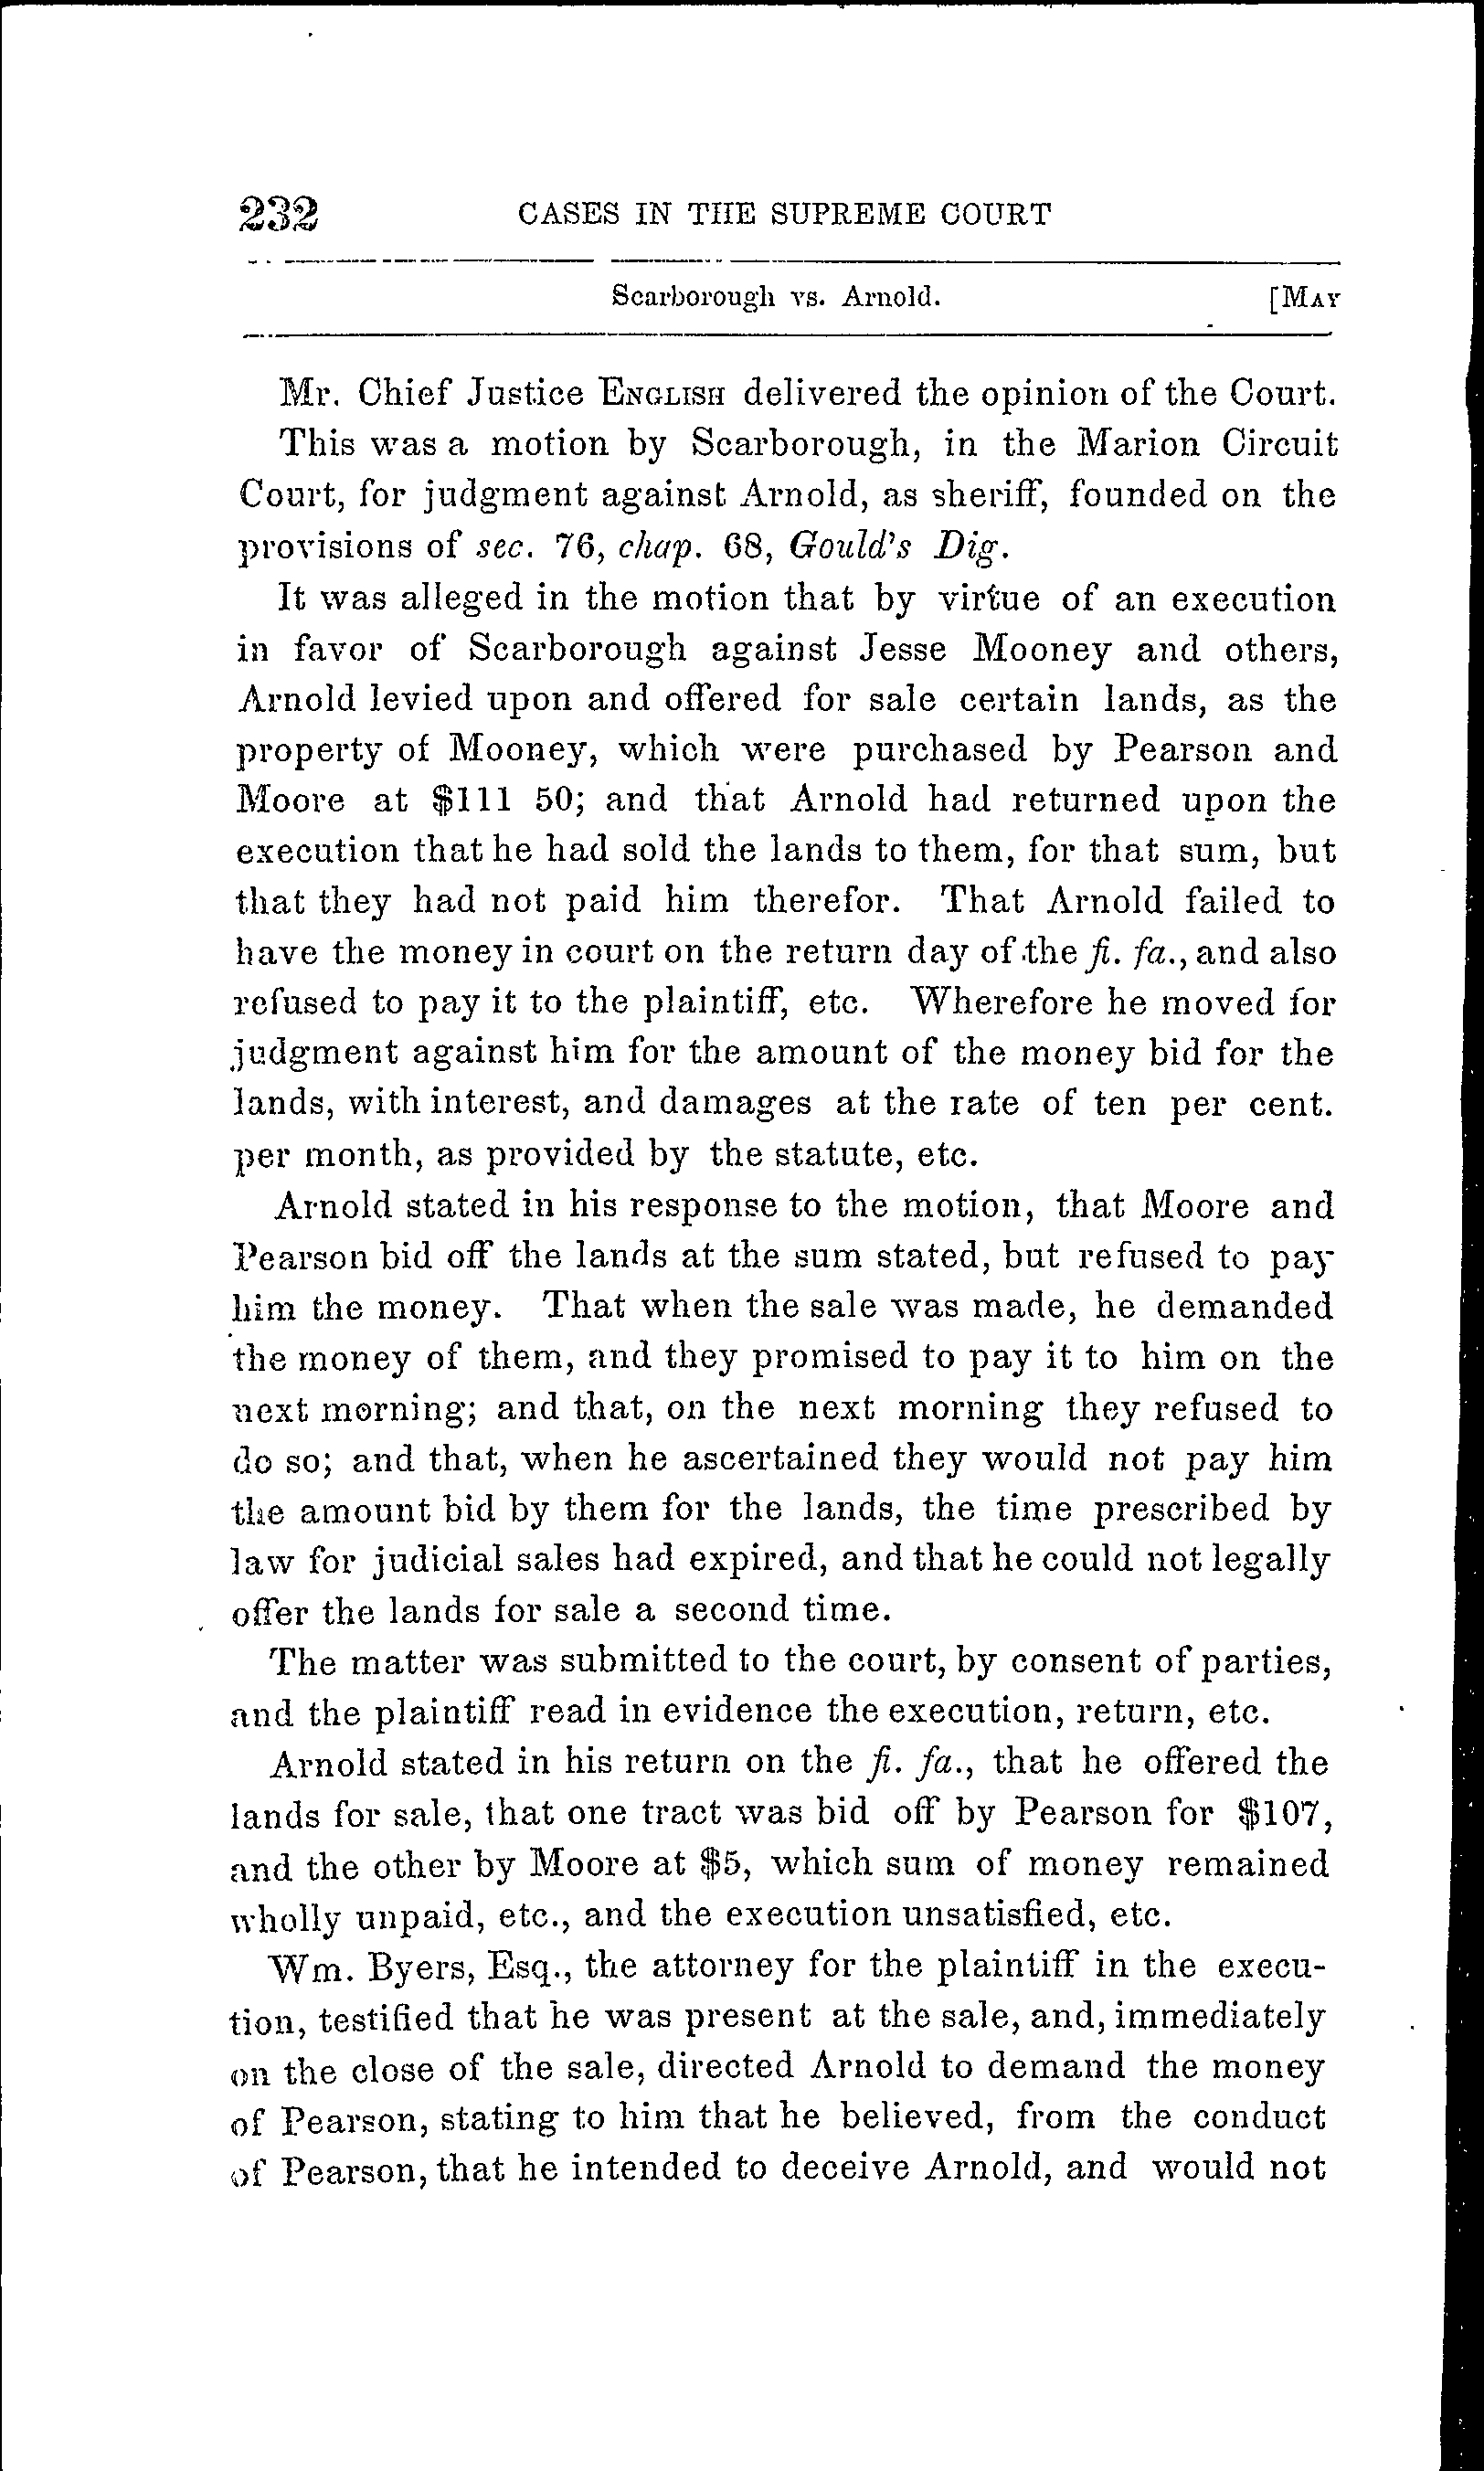 232 CASES IN THE SUPREME COURT
Scarborough vs. Arnold. [MAY
Mr. Chief Justice ENGLISH delivered the opinion of the Court.
This was a motion by Scarborough, in the Marion Circuit
Court, for judgment against Arnold, as sheriff, founded on the
provisions of sec. 76, chap. 68, Gould's Dig.
It was alleged in the motion that by virtue of an execution
in favor of Scarborough against Jesse Mooney and others,
Arnold levied upon and offered for sale certain lands, as the
property of Mooney, which were purchased by Pearson and
Moore at $111 50; and that Arnold had returned upon the
execution that he had sold the lands to them, for that sum, but
that they had not paid him therefor. That Arnold failed to
have the money in court on the return day of the fi. fa., and also
refused to pay it to the plaintiff, etc. Wherefore he moved for
judgment against him for the amount of the money bid for the
lands, with interest, and damages at the rate of ten per cent.
per month, as provided by the statute, etc.
Arnold stated in his response to the motion, that Moore and
Pearson bid off the lands at the sum stated, but refused to pay
him the money. That when the sale was made, he demanded
the money of them, and they promised to pay it to him on the
next morning; and that, on the next morning they refused to
do so; and that, when he ascertained they would not pay him
the amount bid by them for the lands, the time prescribed by
law for judicial sales had expired, and that he could not legally
offer the lands for sale a second time.
The matter was submitted to the court, by consent of parties,
and the plaintiff read in evidence the execution, return, etc.
Arnold stated in his return on the fi. fa., that he offered the
lands for sale, that one tract was bid off by Pearson for $107,
and the other by Moore at $5, which sum of money remained
wholly unpaid, etc., and the execution unsatisfied, etc.
Wm. Byers, Esq., the attorney for the plaintiff in the execu-
tion, testified that he was present at the sale, and, immediately
on the close of the sale, directed Arnold to demand the money
of Pearson, stating to him that he believed, from the conduct
of Pearson, that he intended to deceive Arnold, and would not